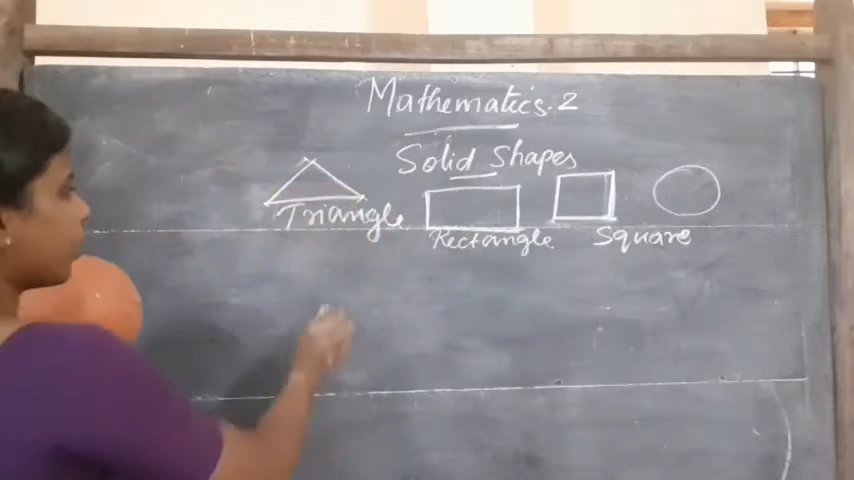 Mathematics.2
Solid Shapes
Triangle.
Rectangle.
Square